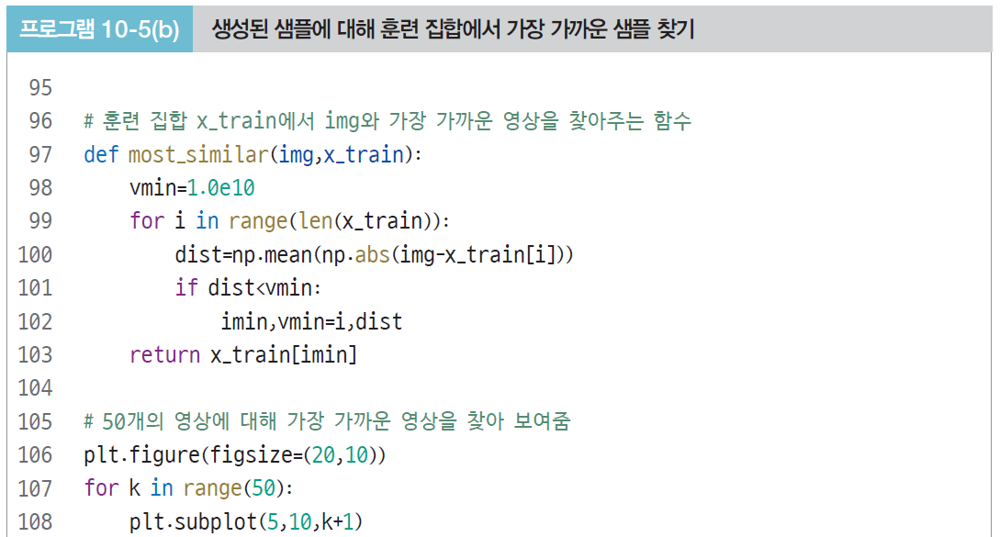 프로그램 10-5(b) 생성된 샘플에 대해 훈련 집합에서 가장 가까운 샘플 찾기
95
96 # 훈련 집합 x_train에서 img와 가장 가까운 영상을 찾아주는 함수
97 def most_similar(img,x_train):
98     vmin=1.0e10
99     for i in range(len(x_train)):
100         dist=np.mean(np.abs(img-x_train[i]))
101         if dist<vmin:
102             imin,vmin=i,dist
103     return x_train[imin]
104
105 # 50개의 영상에 대해 가장 가까운 영상을 찾아 보여줌
106 plt.figure(figsize=(20,10))
107 for k in range(50):
108     plt.subplot(5,10,k+1)